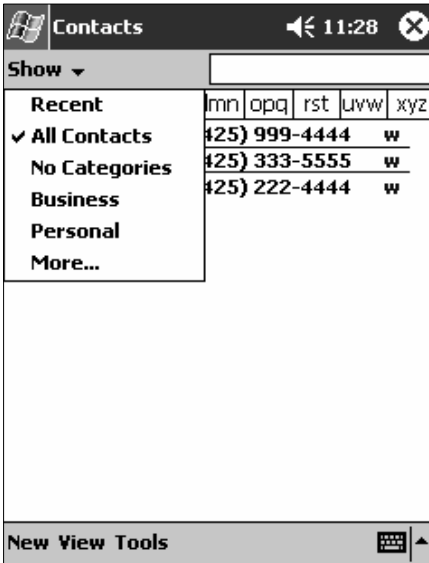 Contacts 11:28
Show
Recent lmn opq rst uvw xyz
All Contacts 425) 999-4444 w
No Categories 425) 333-5555 w
Business 425) 222-4444 w
Personal
More...
New View Tools